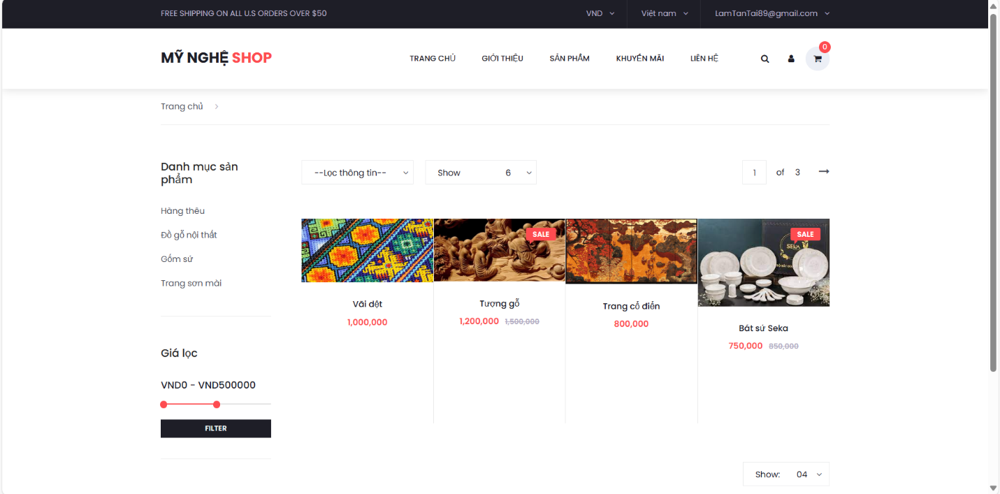 FREE SHIPPING ON ALL U.S ORDERS OVER $50
VND
Việt nam
LamTanTai89@gmail.com
MỸ NGHỆ SHOP
TRANG CHỦ
GIỚI THIỆU
SẢN PHẨM
KHUYẾN MÃI
LIÊN HỆ
0
Trang chủ
Danh mục sản
phẩm
Hàng thêu
Đồ gỗ nội thất
Gốm sứ
Trang sơn mài
Giá lọc
VND0 - VND500000
FILTER
--Lọc thông tin--
Show 6
1 of 3
Vãi dệt
1,000,000
SALE
Tượng gỗ
1,200,000 1,500,000
Trang cổ điển
800,000
SALE
SEKA
Bát sứ Seka
750,000 850,000
Show: 04